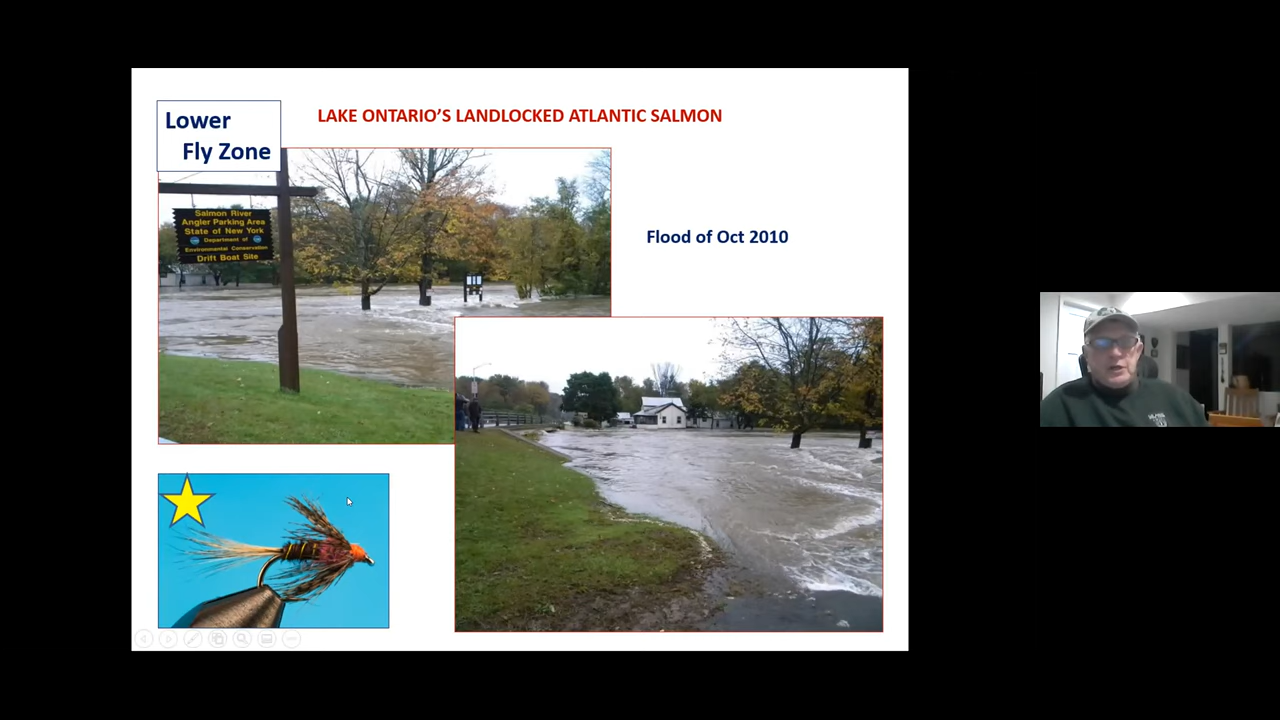 Lower
Fly Zone
LAKE ONTARIO'S LANDLOCKED ATLANTIC SALMON
Salmon River
Angler Parking Area
State of New York
Department of
Environmental Conservation
Drift Boat Site
Flood of Oct 2010